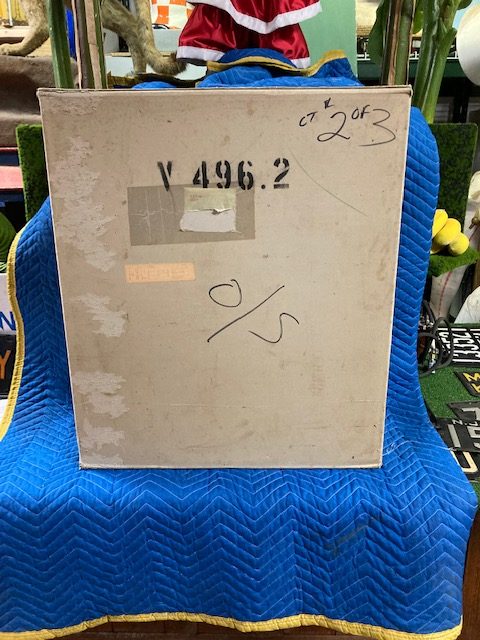 CT # 2 OF 3
V 496.2
O/S